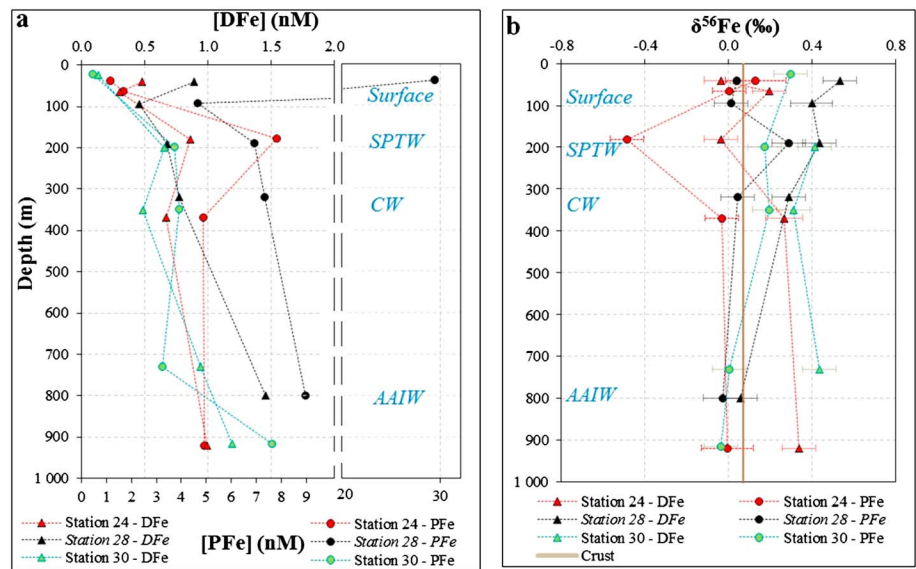 a
[DFe] (nM)
0.0 0.5 1.0 1.5 2.0 2.5
0
100
200
300
400
500
600
700
800
900
1 000
Depth (m)
Surface
SPTW
CW
AAIW
0 1 2 3 4 5 6 7 8 9 20 30
[PFe] (nM)
Station 24 - DFe
Station 28 - DFe
Station 30 - DFe
Station 24 - PFe
Station 28 - PFe
Station 30 - PFe
b
δ⁵⁶Fe (‰)
-0.8 -0.4 0.0 0.4 0.8
0
100
200
300
400
500
600
700
800
900
1 000
Surface
SPTW
CW
AAIW
Station 24 - DFe
Station 28 - DFe
Station 30 - DFe
Crust
Station 24 - PFe
Station 28 - PFe
Station 30 - PFe